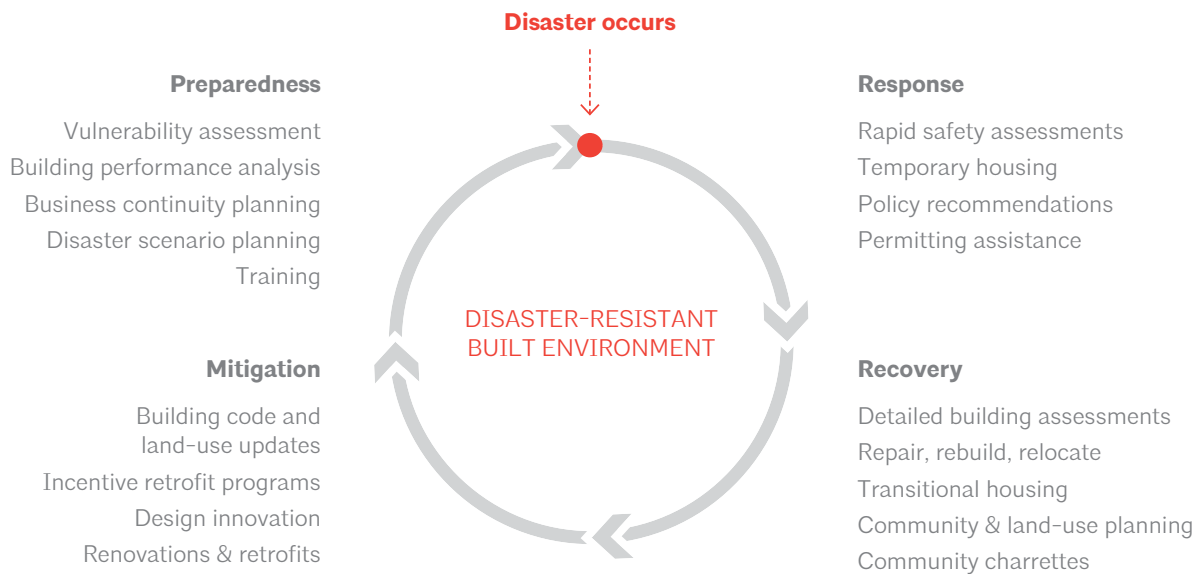 Disaster occurs
Preparedness
Vulnerability assessment
Building performance analysis
Business continuity planning
Disaster scenario planning
Training
Response
Rapid safety assessments
Temporary housing
Policy recommendations
Permitting assistance
DISASTER-RESISTANT
BUILT ENVIRONMENT
Mitigation
Building code and
land-use updates
Incentive retrofit programs
Design innovation
Renovations & retrofits
Recovery
Detailed building assessments
Repair, rebuild, relocate
Transitional housing
Community & land-use planning
Community charrettes